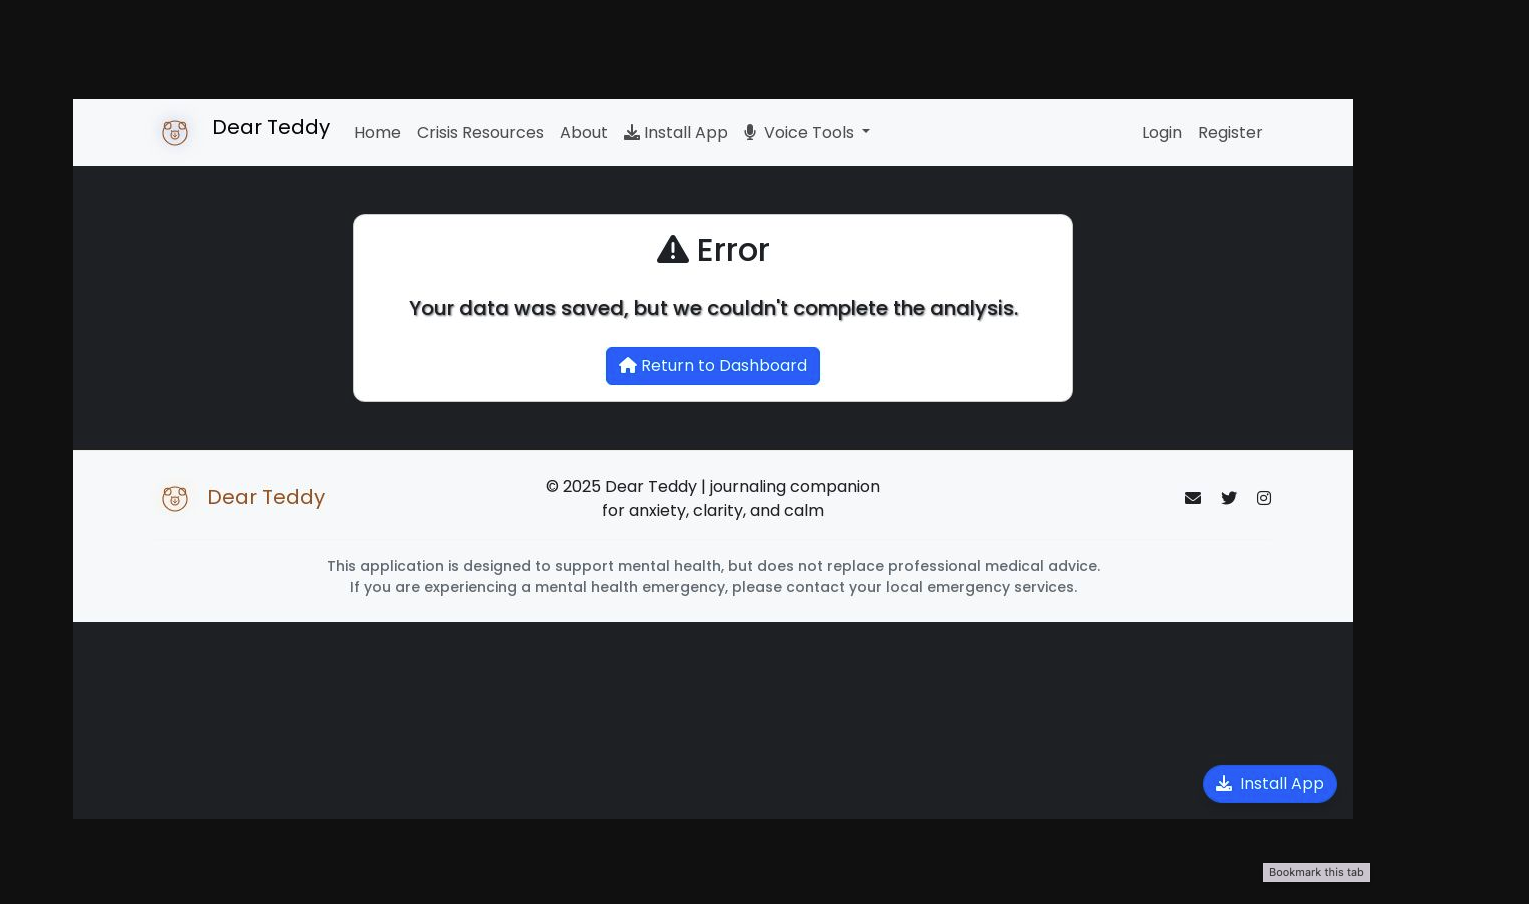 Dear Teddy
Home
Crisis Resources
About
Install App
Voice Tools
Login
Register
Error
Your data was saved, but we couldn't complete the analysis.
Return to Dashboard
Dear Teddy
© 2025 Dear Teddy | journaling companion
for anxiety, clarity, and calm
This application is designed to support mental health, but does not replace professional medical advice.
If you are experiencing a mental health emergency, please contact your local emergency services.
Install App
Bookmark this tab